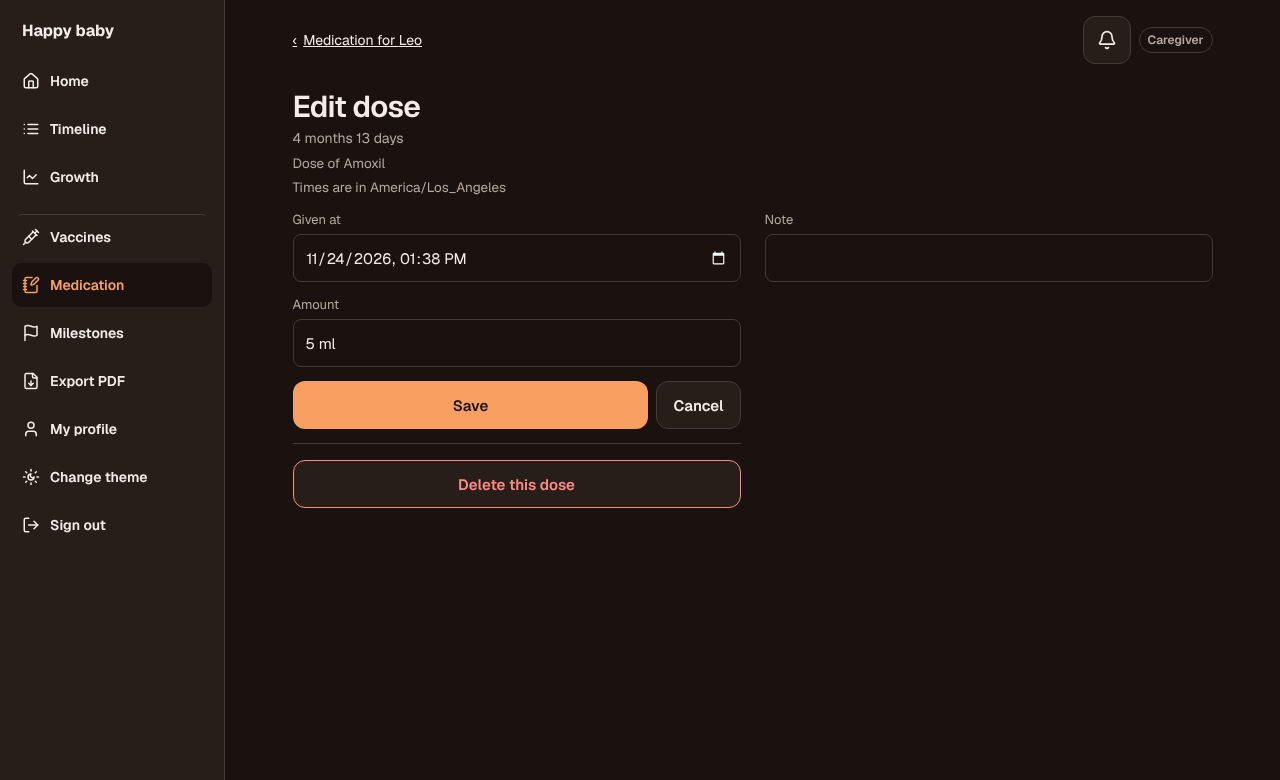 Happy baby
Home
Timeline
Growth
Vaccines
Medication
Milestones
Export PDF
My profile
Change theme
Sign out
‹ Medication for Leo
Caregiver
Edit dose
4 months 13 days
Dose of Amoxil
Times are in America/Los_Angeles
Given at
11/24/2026, 01:38 PM
Note
Amount
5 ml
Save
Cancel
Delete this dose